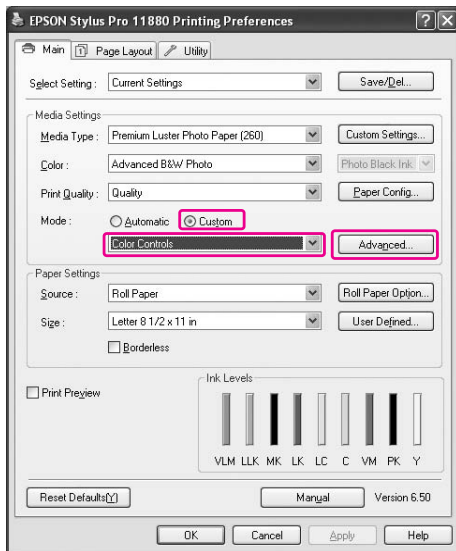 EPSON Stylus Pro 11880 Printing Preferences
Main Page Layout Utility
Select Setting : Current Settings Save/Del...
Media Settings
Media Type : Premium Luster Photo Paper (260) Custom Settings...
Color : Advanced B&W Photo Photo Black Ink
Print Quality : Quality Paper Config...
Mode : Automatic Custom
Color Controls Advanced...
Paper Settings
Source : Roll Paper Roll Paper Option...
Size : Letter 8 1/2 x 11 in User Defined...
Borderless
Print Preview
Ink Levels
VLM LLK MK LK LC C VM PK Y
Reset Defaults(Y) Manual Version 6.50
OK Cancel Apply Help